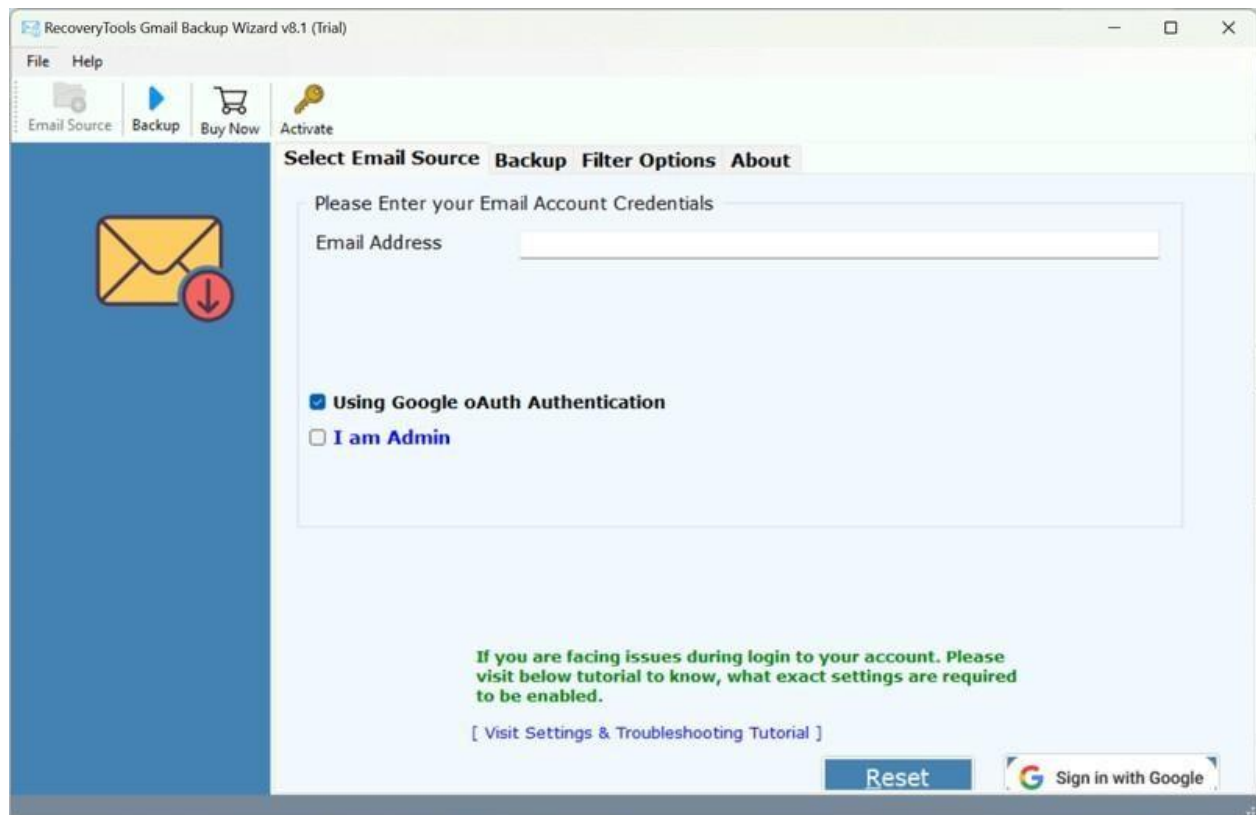 RecoveryTools Gmail Backup Wizard v8.1 (Trial)
File Help
Email Source Backup Buy Now Activate
Select Email Source Backup Filter Options About
Please Enter your Email Account Credentials
Email Address
Using Google oAuth Authentication
I am Admin
If you are facing issues during login to your account. Please
visit below tutorial to know, what exact settings are required
to be enabled.
[ Visit Settings & Troubleshooting Tutorial ]
Reset Sign in with Google